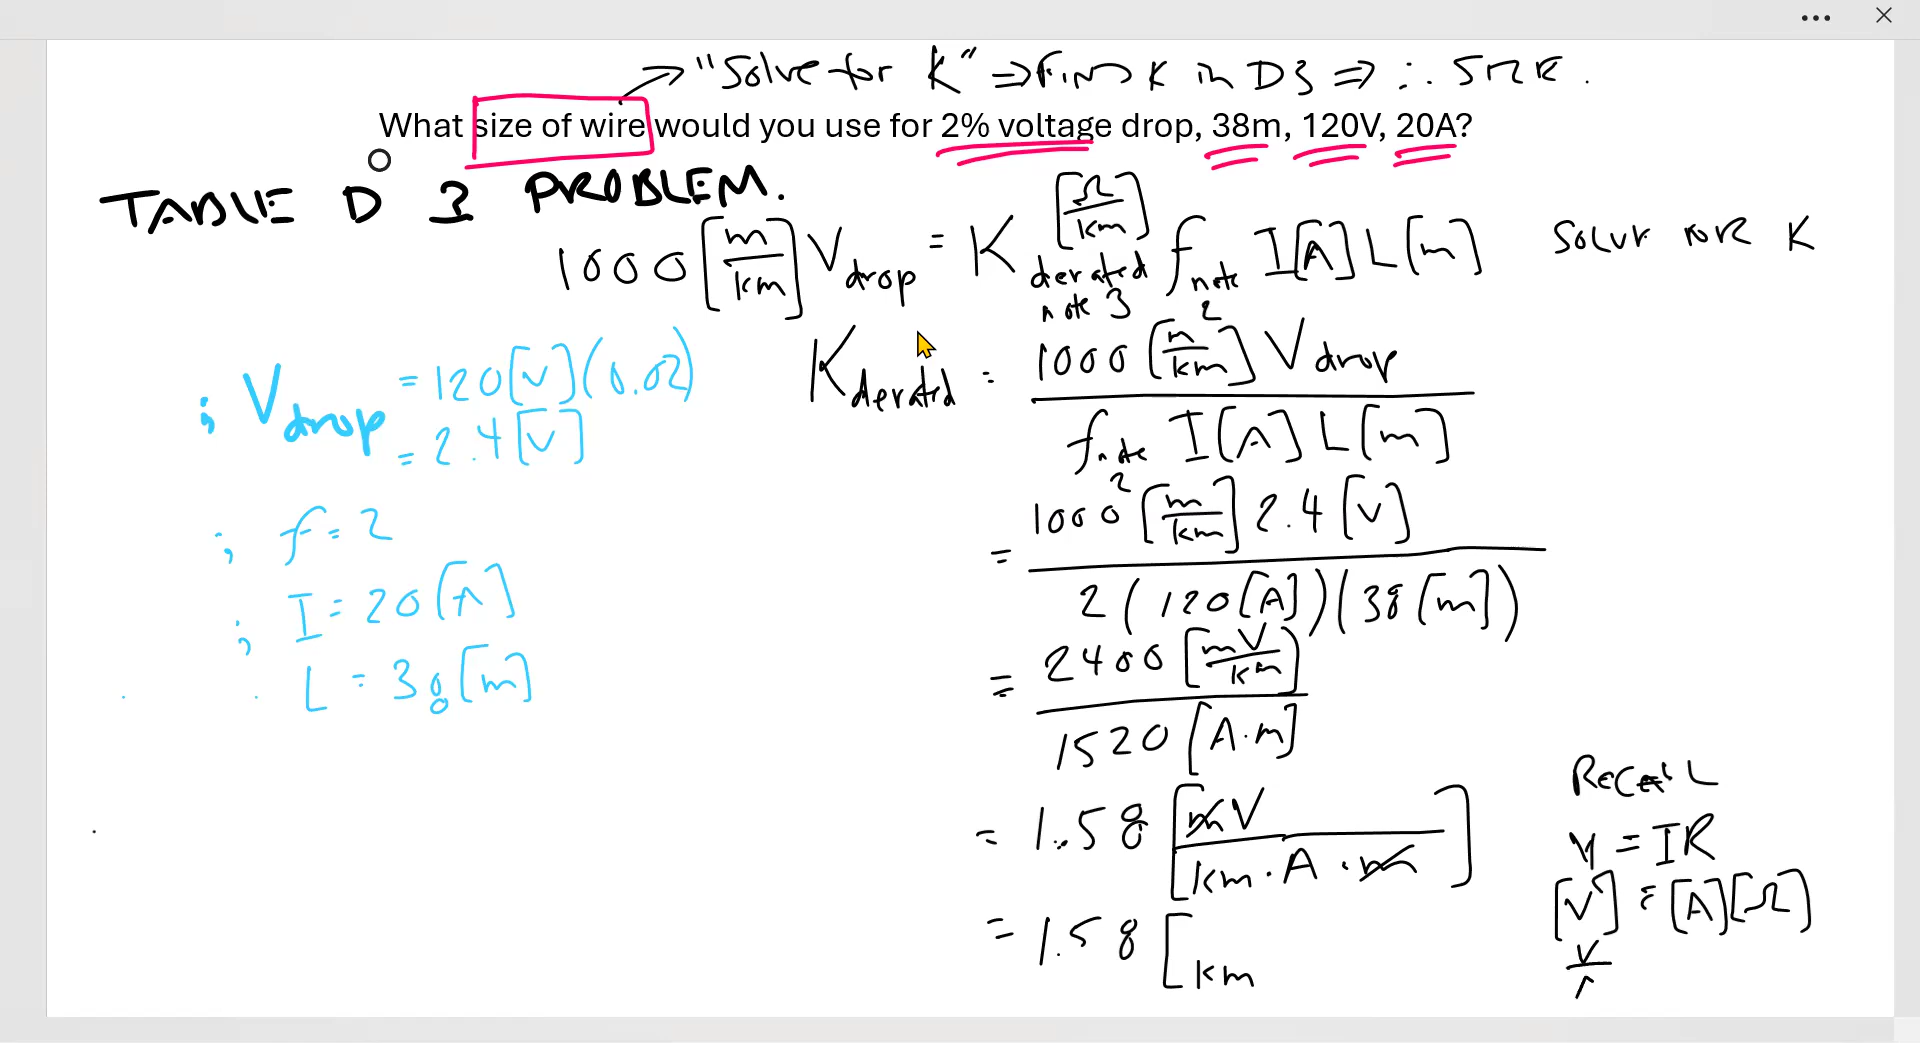 "Solve for K" ⇒ FIND K in D3 ⇒ ∴ SIZE.
What size of wire would you use for 2% voltage drop, 38m, 120V, 20A?
TABLE D 3 PROBLEM.
1000 [m/km] Vdrop = K derated note 3 [Ω/km] f note 2 I[A] L[m] SOLVE FOR K
; Vdrop = 120[V](0.02)
= 2.4[V]
; f = 2
; I = 20[A]
L = 38[m]
Kderated = 1000 [m/km] Vdrop / f note 2 I[A] L[m]
= 1000 [m/km] 2.4 [V] / 2 (120[A])(38[m])
= 2400 [mV/km] / 1520 [A·m]
= 1.58 [mV / km·A·m]
= 1.58 [ km
RECALL
V = IR
[V] = [A][Ω]
V